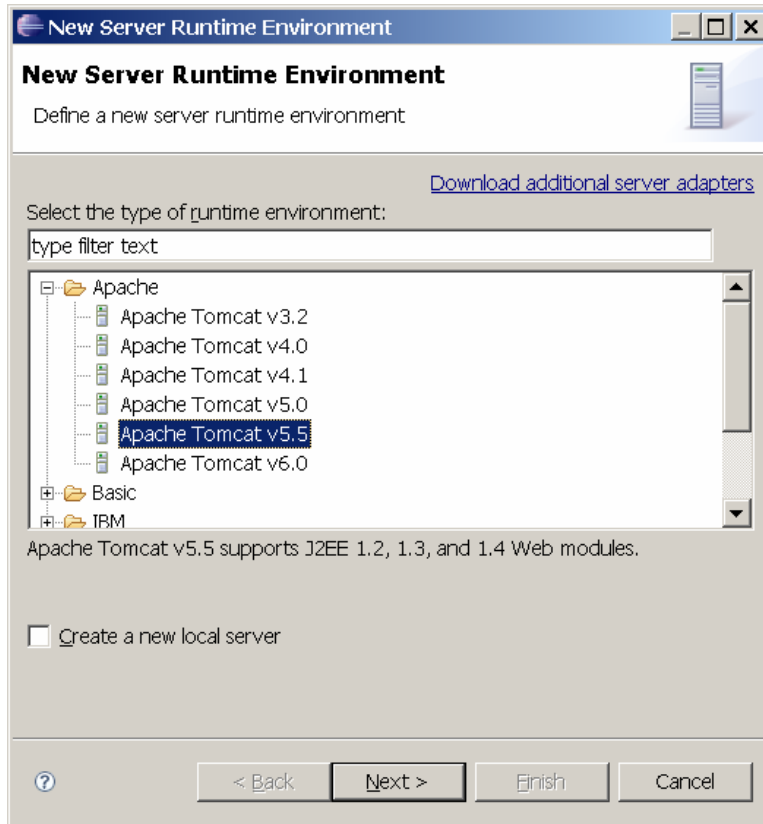 New Server Runtime Environment
New Server Runtime Environment
Define a new server runtime environment
Download additional server adapters
Select the type of runtime environment:
type filter text
Apache
Apache Tomcat v3.2
Apache Tomcat v4.0
Apache Tomcat v4.1
Apache Tomcat v5.0
Apache Tomcat v5.5
Apache Tomcat v6.0
Basic
IBM
Apache Tomcat v5.5 supports J2EE 1.2, 1.3, and 1.4 Web modules.
Create a new local server
? < Back Next > Finish Cancel